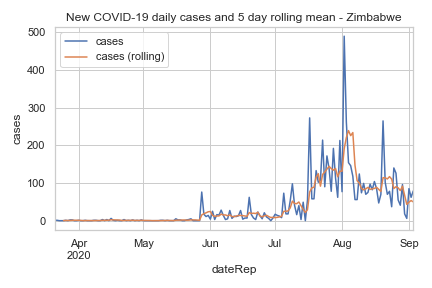 New COVID-19 daily cases and 5 day rolling mean - Zimbabwe
cases
cases (rolling)
500
400
300
200
100
0
cases
Apr
2020
May
Jun
Jul
Aug
Sep
dateRep